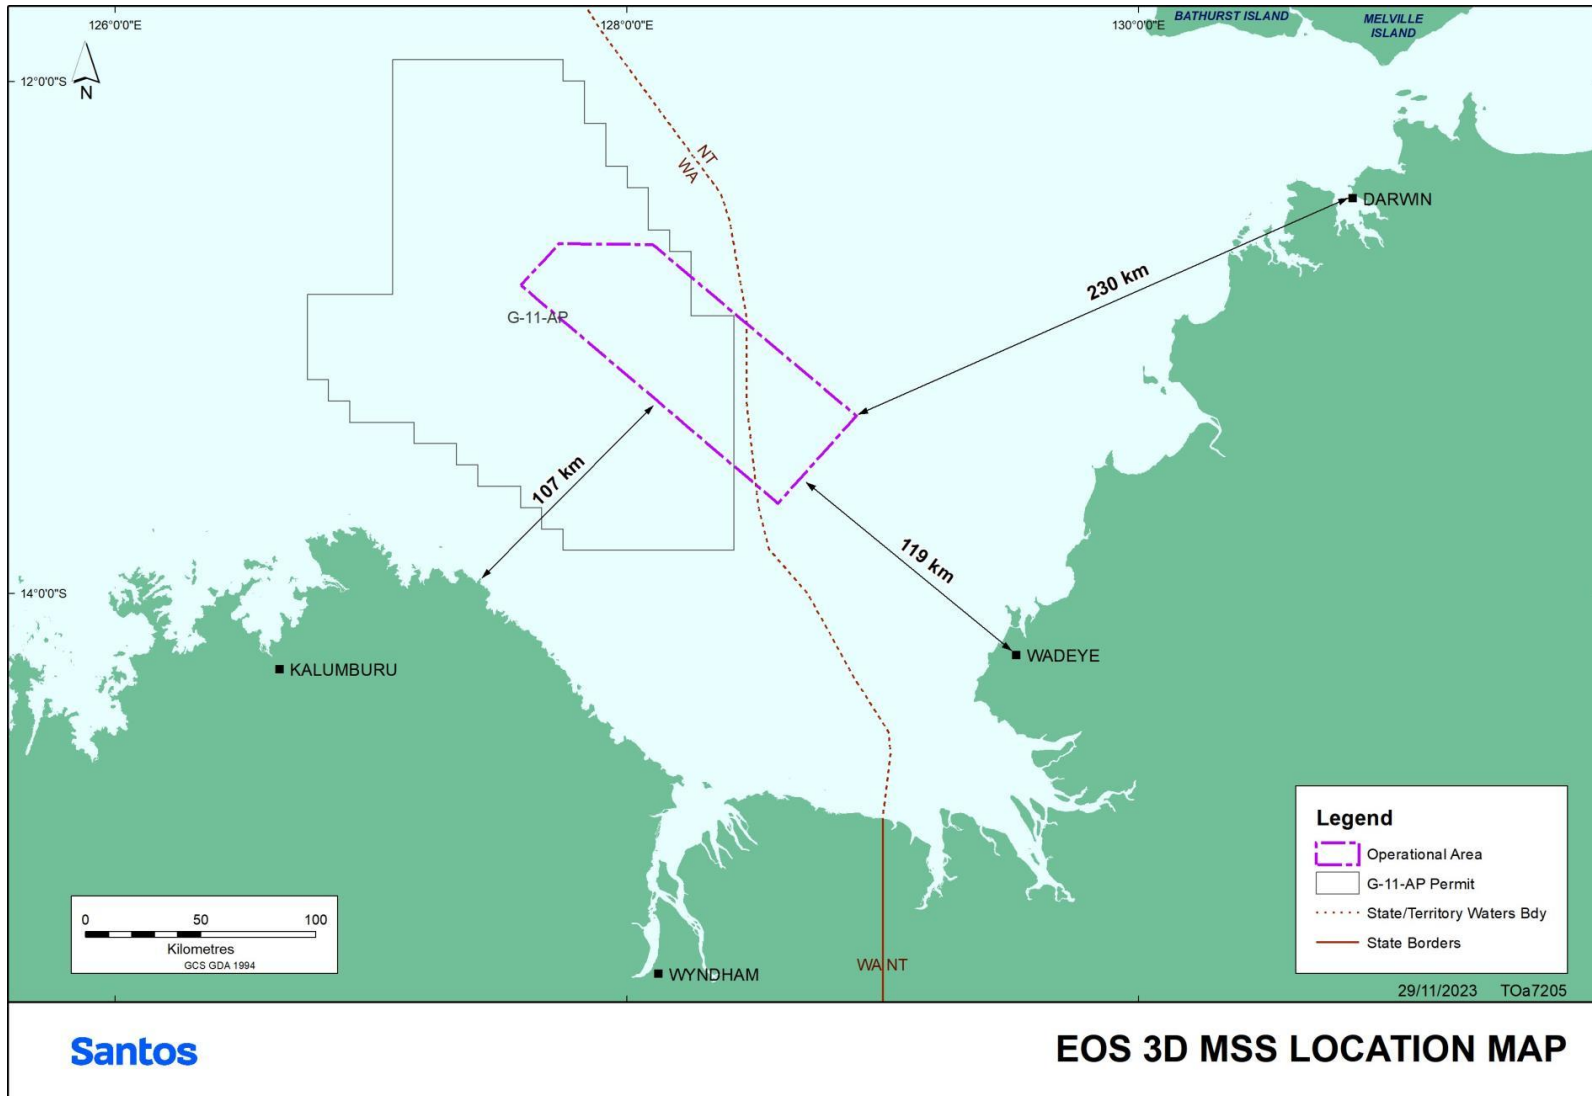 126°0'0"E
128°0'0"E
130°0'0"E
BATHURST ISLAND
MELVILLE
ISLAND
12°0'0"S
N
NT
WA
DARWIN
230 km
G-11-AP
107 km
119 km
14°0'0"S
KALUMBURU
WADEYE
Legend
Operational Area
G-11-AP Permit
State/Territory Waters Bdy
State Borders
0 50 100
Kilometres
GCS GDA 1994
WYNDHAM
WA NT
29/11/2023 TOa7205
Santos
EOS 3D MSS LOCATION MAP